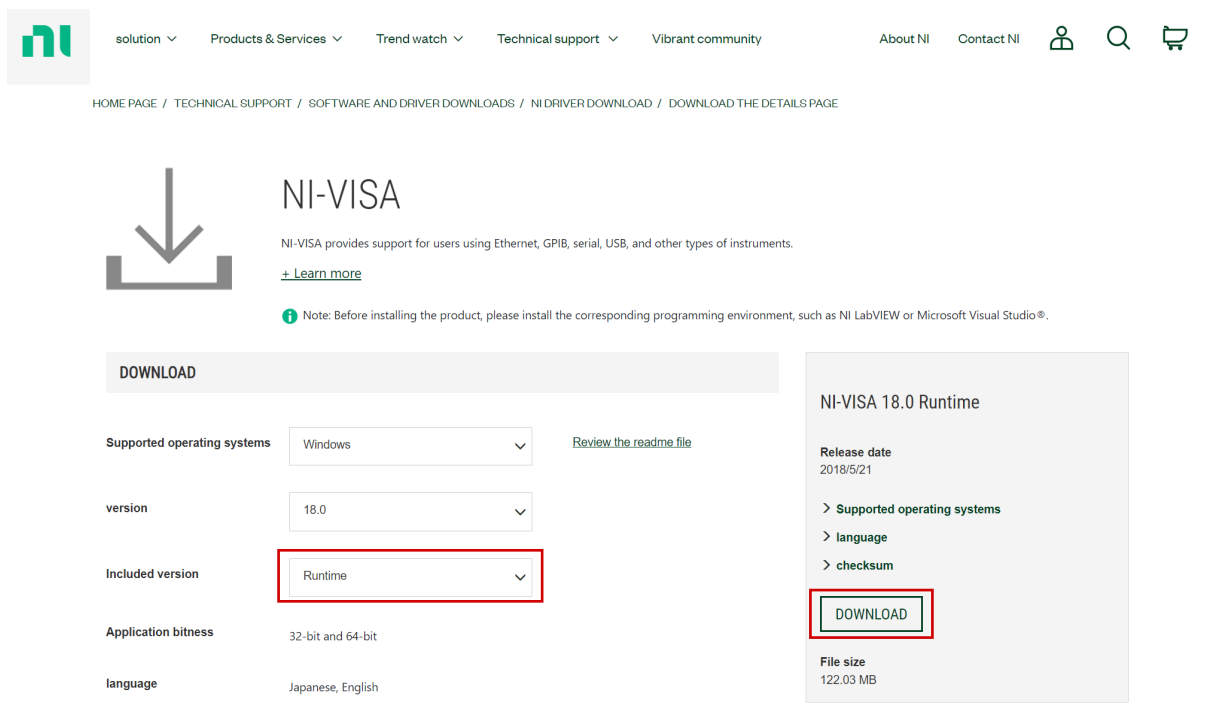 solution Products & Services Trend watch Technical support Vibrant community About NI Contact NI
HOME PAGE / TECHNICAL SUPPORT / SOFTWARE AND DRIVER DOWNLOADS / NI DRIVER DOWNLOAD / DOWNLOAD THE DETAILS PAGE
NI-VISA
NI-VISA provides support for users using Ethernet, GPIB, serial, USB, and other types of instruments.
+ Learn more
Note: Before installing the product, please install the corresponding programming environment, such as NI LabVIEW or Microsoft Visual Studio®.
DOWNLOAD
Supported operating systems Windows Review the readme file
version 18.0
Included version Runtime
Application bitness 32-bit and 64-bit
language Japanese, English
NI-VISA 18.0 Runtime
Release date
2018/5/21
Supported operating systems
language
checksum
DOWNLOAD
File size
122.03 MB